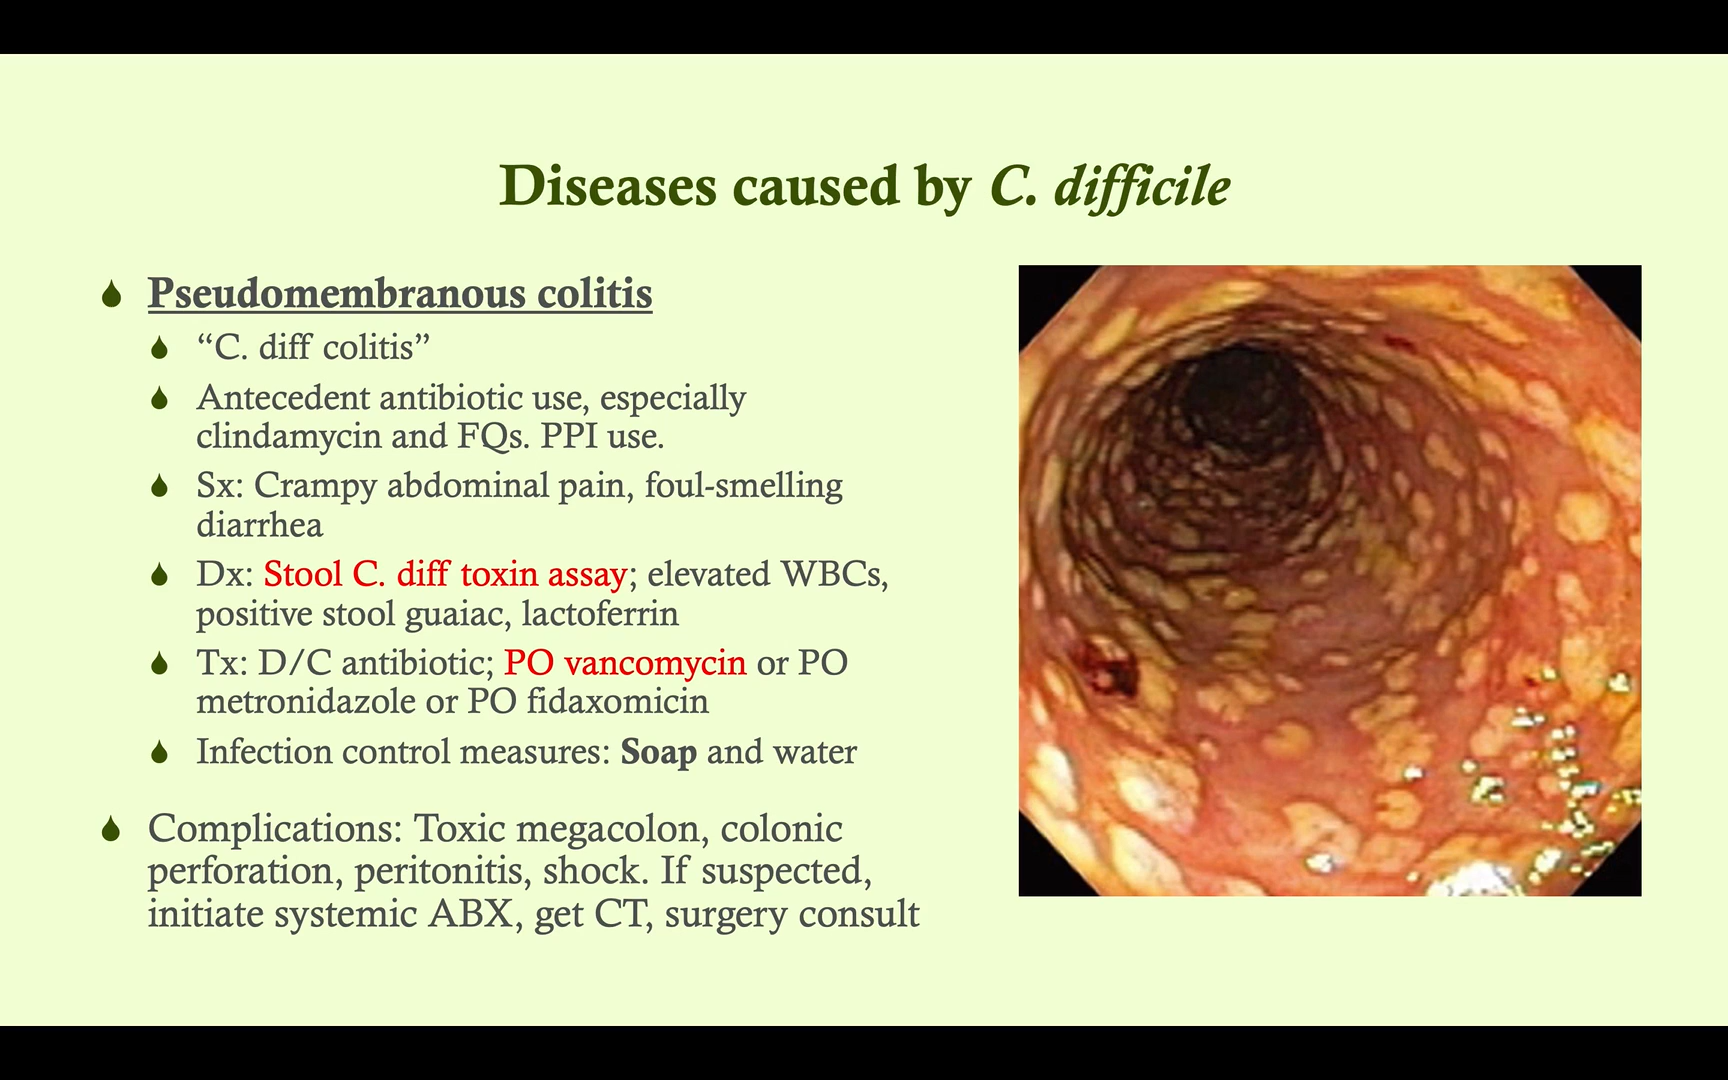 Diseases caused by C. difficile
Pseudomembranous colitis
“C. diff colitis”
Antecedent antibiotic use, especially
clindamycin and FQs. PPI use.
Sx: Crampy abdominal pain, foul-smelling
diarrhea
Dx: Stool C. diff toxin assay; elevated WBCs,
positive stool guaiac, lactoferrin
Tx: D/C antibiotic; PO vancomycin or PO
metronidazole or PO fidaxomicin
Infection control measures: Soap and water
Complications: Toxic megacolon, colonic
perforation, peritonitis, shock. If suspected,
initiate systemic ABX, get CT, surgery consult